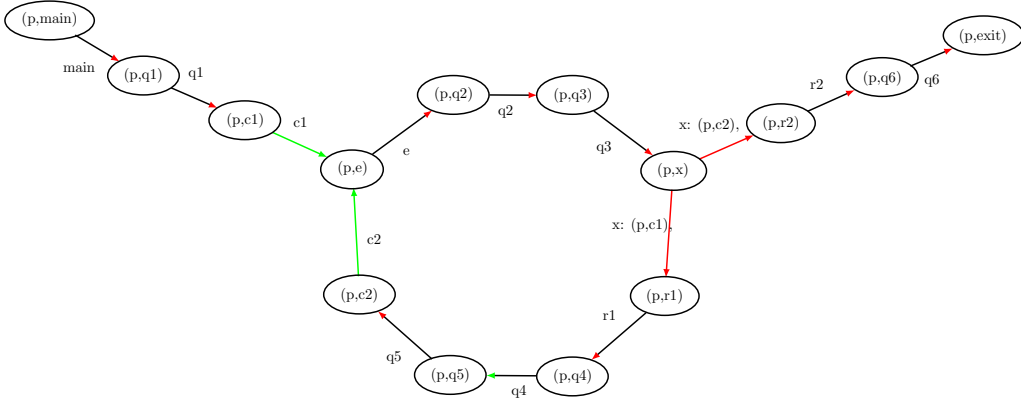 (p,main)
main
(p,q1)
q1
(p,c1)
c1
(p,e)
e
(p,q2)
q2
(p,q3)
q3
(p,x)
x: (p,c2),
(p,r2)
r2
(p,q6)
q6
(p,exit)
x: (p,c1),
(p,r1)
r1
(p,q4)
q4
(p,q5)
q5
(p,c2)
c2